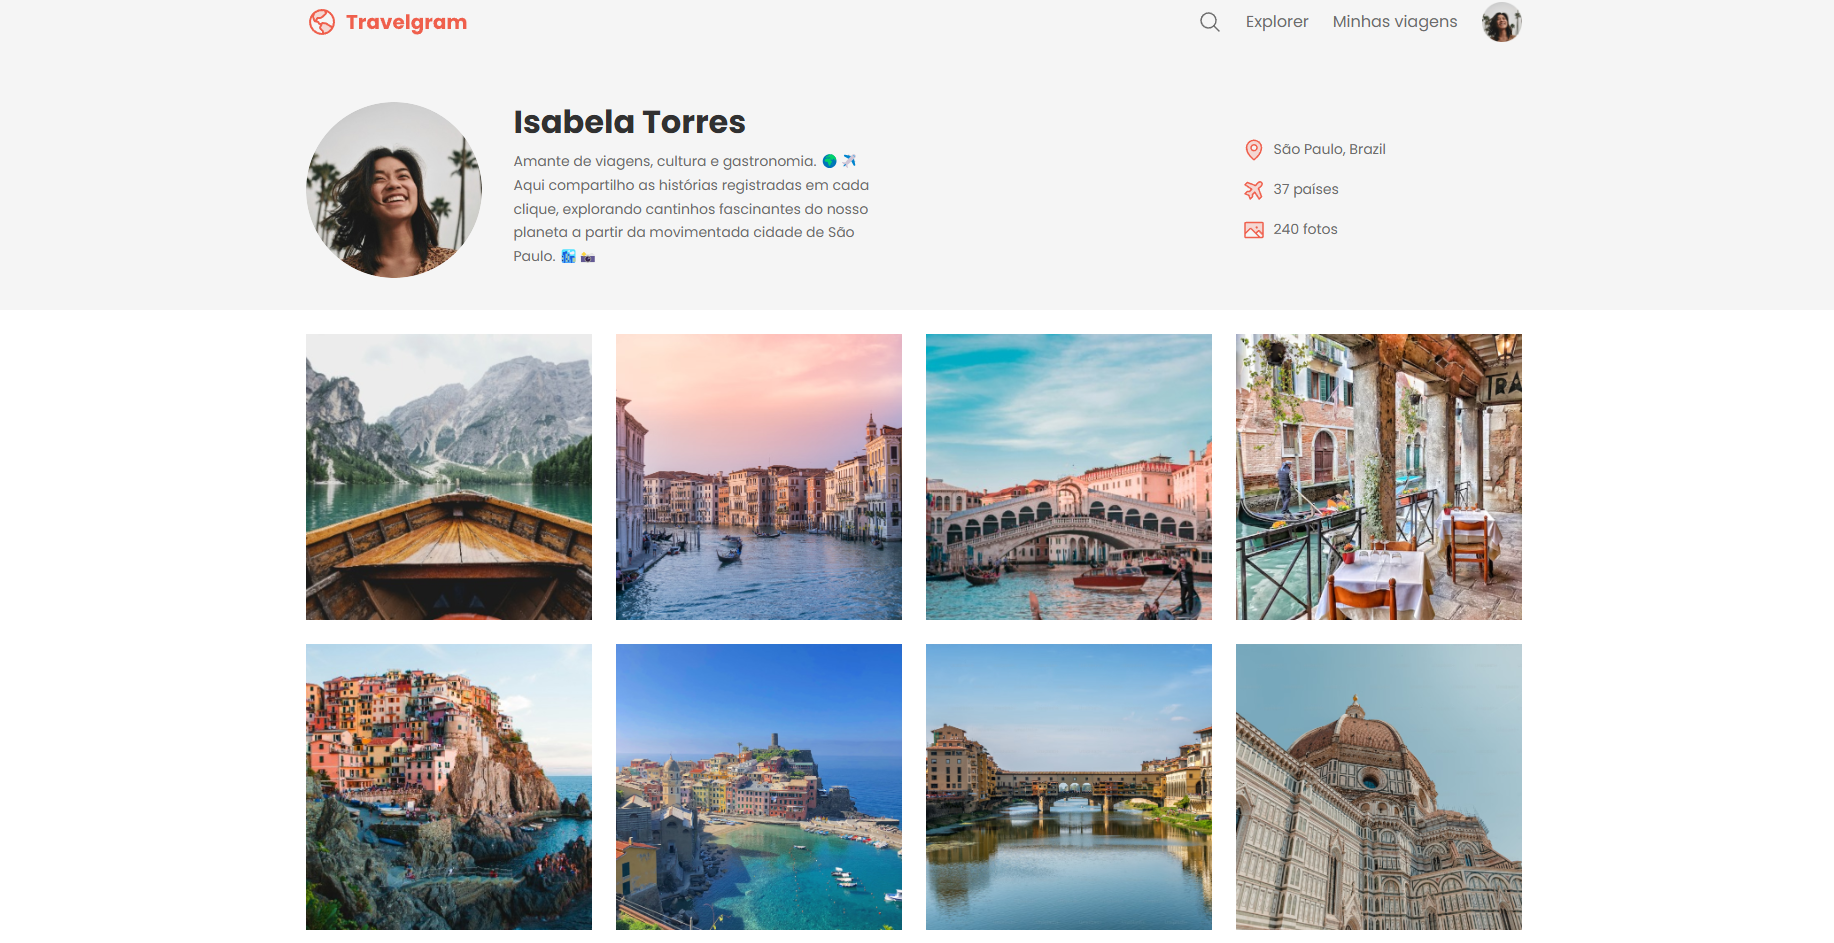 Travelgram
Explorer
Minhas viagens
Isabela Torres
Amante de viagens, cultura e gastronomia. 🌍 ✈️
Aqui compartilho as histórias registradas em cada
clique, explorando cantinhos fascinantes do nosso
planeta a partir da movimentada cidade de São
Paulo. 🏞️ 📸
São Paulo, Brazil
37 países
240 fotos